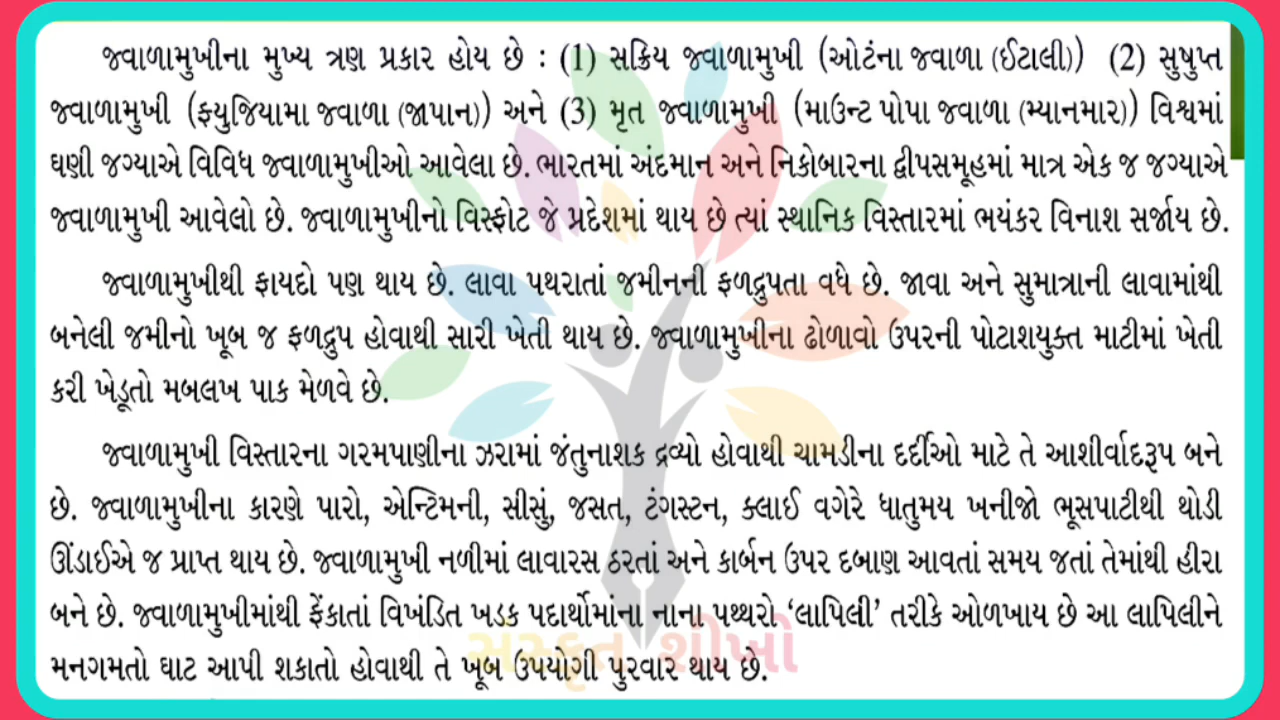 જ્વાળામુખીના મુખ્ય ત્રણ પ્રકાર હોય છે : (1) સક્રિય જ્વાળામુખી (ઓટંના જ્વાળા (ઈટાલી)) (2) સુષુપ્ત
જ્વાળામુખી (ફ્યુજિયામા જ્વાળા (જાપાન)) અને (3) મૃત જ્વાળામુખી (માઉન્ટ પોપા જ્વાળા (મ્યાનમાર)) વિશ્વમાં
ઘણી જગ્યાએ વિવિધ જ્વાળામુખીઓ આવેલા છે. ભારતમાં અંદમાન અને નિકોબારના દ્વીપસમૂહમાં માત્ર એક જ જગ્યાએ
જ્વાળામુખી આવેલો છે. જ્વાળામુખીનો વિસ્ફોટ જે પ્રદેશમાં થાય છે ત્યાં સ્થાનિક વિસ્તારમાં ભયંકર વિનાશ સર્જાય છે.
જ્વાળામુખીથી ફાયદો પણ થાય છે. લાવા પથરાતાં જમીનની ફળદ્રુપતા વધે છે. જાવા અને સુમાત્રાની લાવામાંથી
બનેલી જમીનો ખૂબ જ ફળદ્રુપ હોવાથી સારી ખેતી થાય છે. જ્વાળામુખીના ઢોળાવો ઉપરની પોટાશયુક્ત માટીમાં ખેતી
કરી ખેડૂતો મબલખ પાક મેળવે છે.
જ્વાળામુખી વિસ્તારના ગરમપાણીના ઝરામાં જંતુનાશક દ્રવ્યો હોવાથી ચામડીના દર્દીઓ માટે તે આશીર્વાદરૂપ બને
છે. જ્વાળામુખીના કારણે પારો, એન્ટિમની, સીસું, જસત, ટંગસ્ટન, ક્લાઈ વગેરે ધાતુમય ખનીજો ભૂસપાટીથી થોડી
ઊંડાઈએ જ પ્રાપ્ત થાય છે. જ્વાળામુખી નળીમાં લાવારસ ઠરતાં અને કાર્બન ઉપર દબાણ આવતાં સમય જતાં તેમાંથી હીરા
બને છે. જ્વાળામુખીમાંથી ફેંકાતાં વિખંડિત ખડક પદાર્થોમાંના નાના પથ્થરો ‘લાપિલી’ તરીકે ઓળખાય છે આ લાપિલીને
મનગમતો ઘાટ આપી શકાતો હોવાથી તે ખૂબ ઉપયોગી પુરવાર થાય છે.
સંસ્કૃત શીખો